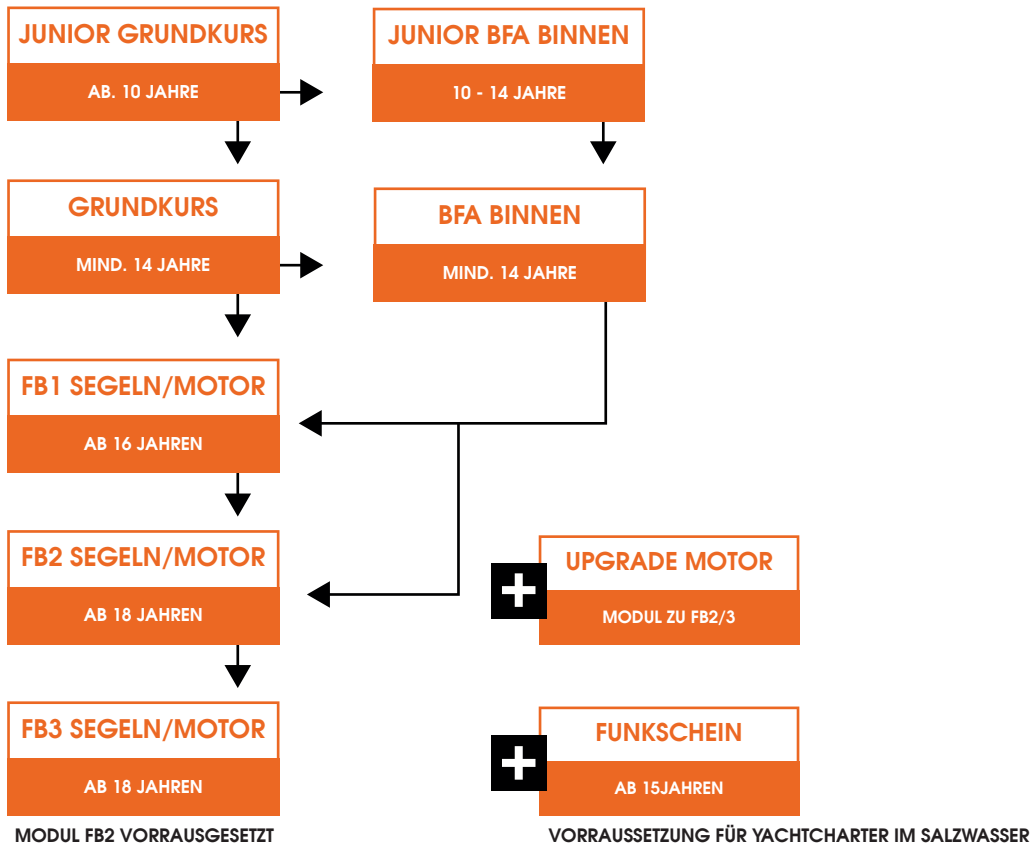 JUNIOR GRUNDKURS
AB. 10 JAHRE
JUNIOR BFA BINNEN
10 - 14 JAHRE
GRUNDKURS
MIND. 14 JAHRE
BFA BINNEN
MIND. 14 JAHRE
FB1 SEGELN/MOTOR
AB 16 JAHREN
FB2 SEGELN/MOTOR
AB 18 JAHREN
UPGRADE MOTOR
MODUL ZU FB2/3
FB3 SEGELN/MOTOR
AB 18 JAHREN
MODUL FB2 VORRAUSGESETZT
FUNKSCHEIN
AB 15JAHREN
VORRAUSSETZUNG FÜR YACHTCHARTER IM SALZWASSER